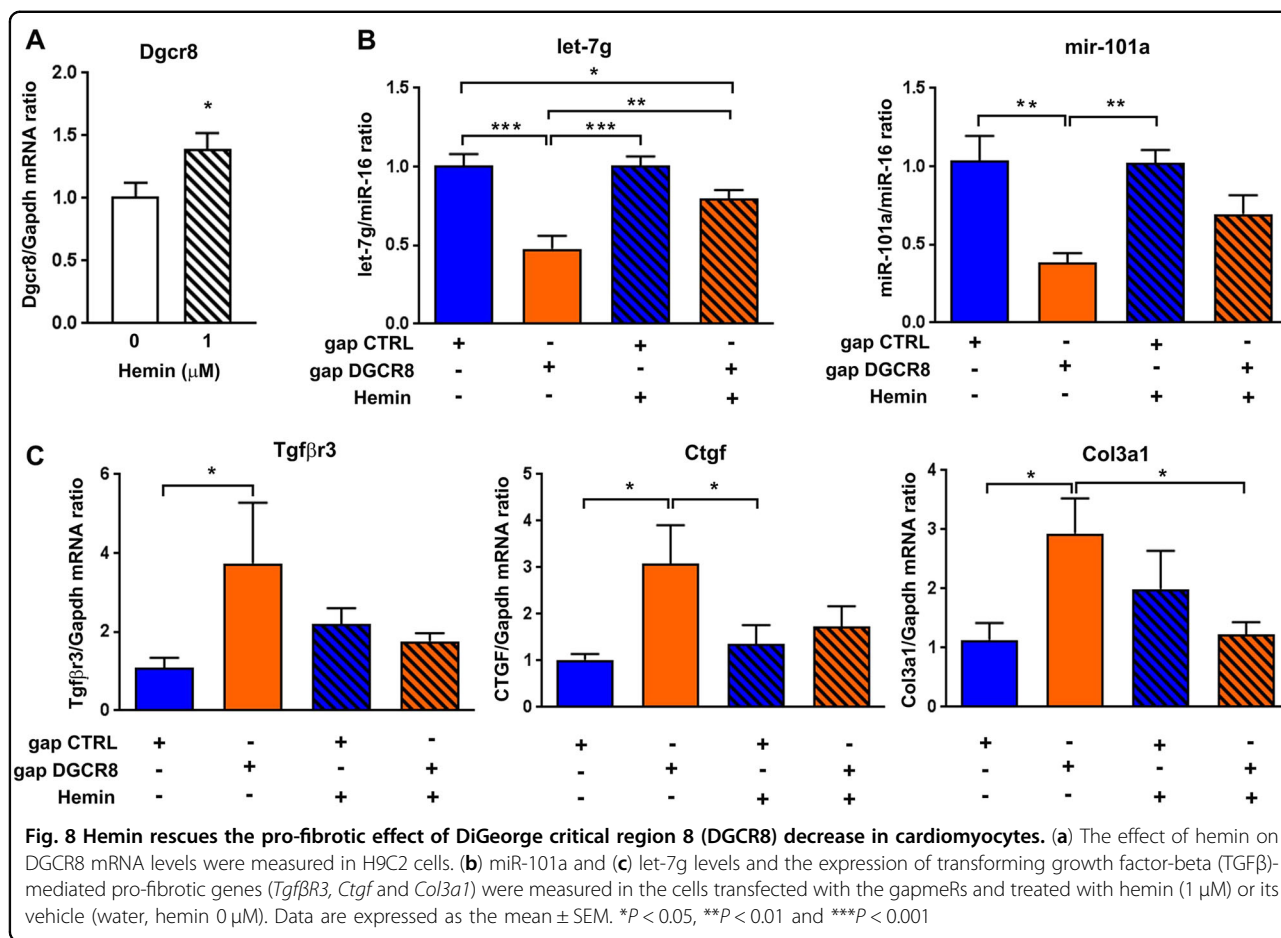 A
Dgcr8
Dgcr8/Gapdh mRNA ratio
2.0
1.5
1.0
0.5
0.0
*
0 1
Hemin (μM)
B
let-7g
let-7g/miR-16 ratio
1.5
1.0
0.5
0.0
*
**
*** ***
gap CTRL + - + -
gap DGCR8 - + - +
Hemin - - + +
mir-101a
miR-101a/miR-16 ratio
1.5
1.0
0.5
0.0
** **
gap CTRL + - + -
gap DGCR8 - + - +
Hemin - - + +
C
Tgfβr3
Tgfβr3/Gapdh mRNA ratio
6
4
2
0
*
gap CTRL + - + -
gap DGCR8 - + - +
Hemin - - + +
Ctgf
CTGF/Gapdh mRNA ratio
5
4
3
2
1
0
* *
+ - + -
- + - +
- - + +
Col3a1
Col3a1/Gapdh mRNA ratio
4
3
2
1
0
* *
+ - + -
- + - +
- - + +
Fig. 8 Hemin rescues the pro-fibrotic effect of DiGeorge critical region 8 (DGCR8) decrease in cardiomyocytes. (a) The effect of hemin on
DGCR8 mRNA levels were measured in H9C2 cells. (b) miR-101a and (c) let-7g levels and the expression of transforming growth factor-beta (TGFβ)-
mediated pro-fibrotic genes (TgfβR3, Ctgf and Col3a1) were measured in the cells transfected with the gapmeRs and treated with hemin (1 μM) or its
vehicle (water, hemin 0 μM). Data are expressed as the mean ± SEM. *P < 0.05, **P < 0.01 and ***P < 0.001